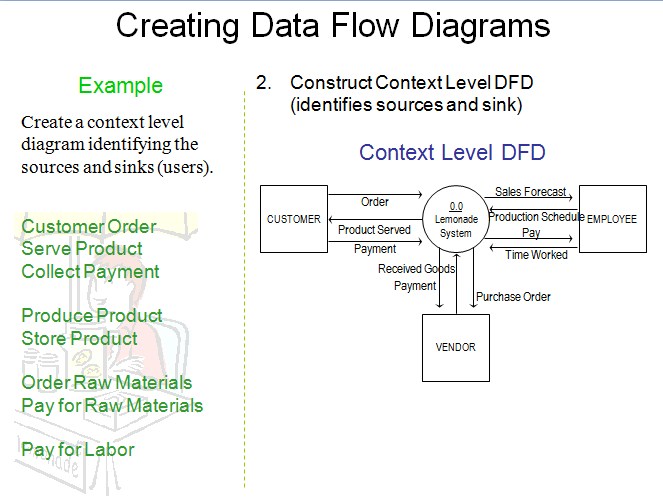 Creating Data Flow Diagrams
Example
Create a context level
diagram identifying the
sources and sinks (users).
Customer Order
Serve Product
Collect Payment
Produce Product
Store Product
Order Raw Materials
Pay for Raw Materials
Pay for Labor
2. Construct Context Level DFD
(identifies sources and sink)
Context Level DFD
CUSTOMER
Order
Product Served
Payment
0.0
Lemonade
System
Sales Forecast
Production Schedule
Pay
Time Worked
EMPLOYEE
Received Goods
Payment
Purchase Order
VENDOR